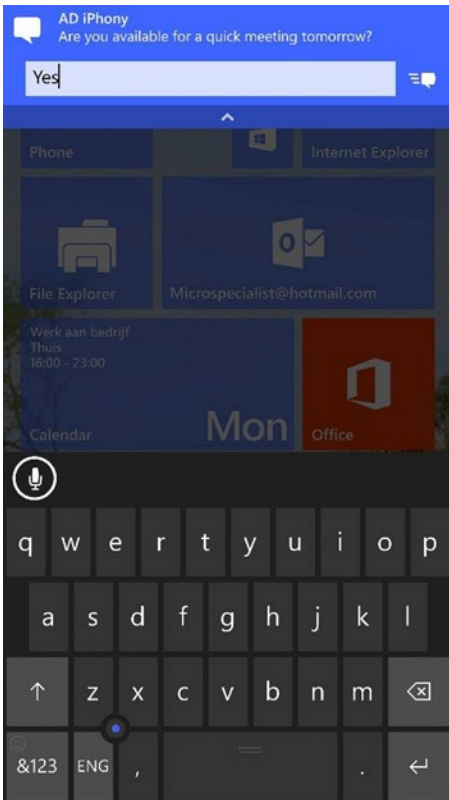 AD iPhony
Are you available for a quick meeting tomorrow?
Yes
Phone
Internet Explorer
File Explorer
Microspecialist@hotmail.com
Werk aan bedrijf
Thuis
16:00 - 23:00
Calendar
Mon
Office
q w e r t y u i o p
a s d f g h j k l
z x c v b n m
&123 ENG , .